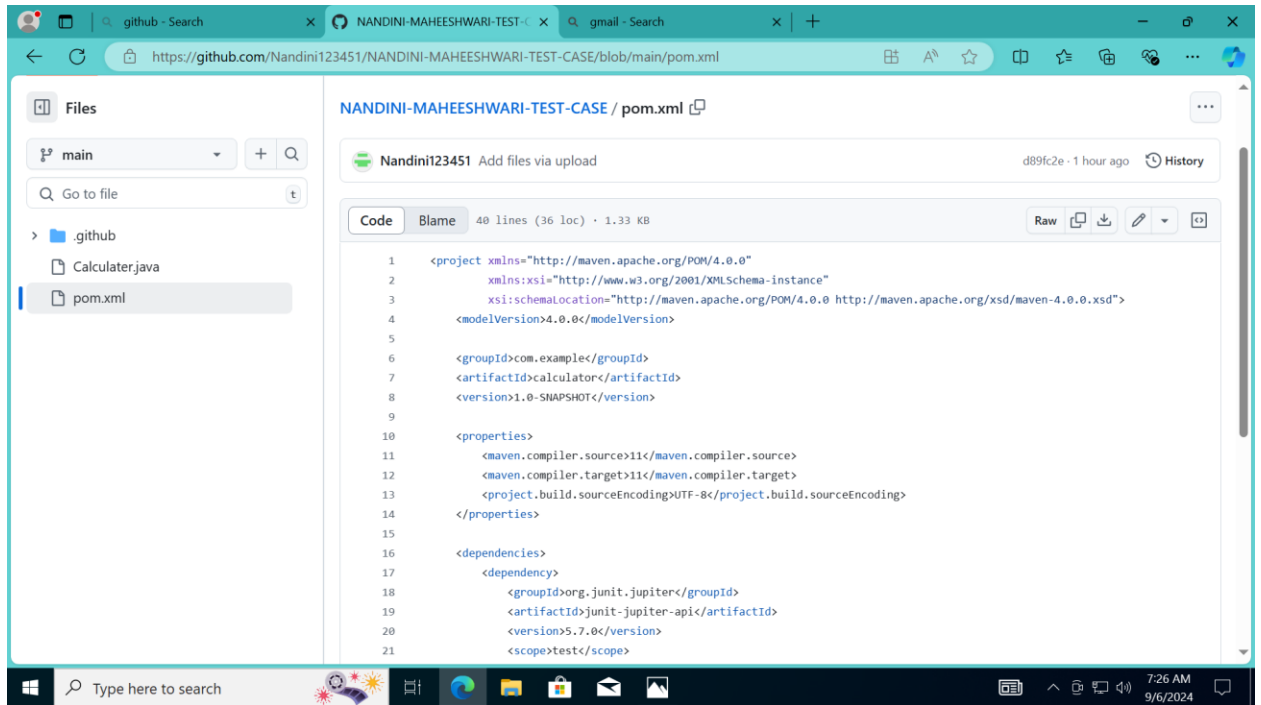 github - Search
NANDINI-MAHEESHWARI-TEST-C
gmail - Search
https://github.com/Nandini123451/NANDINI-MAHEESHWARI-TEST-CASE/blob/main/pom.xml
Files
NANDINI-MAHEESHWARI-TEST-CASE / pom.xml
main
Nandini123451 Add files via upload
d89fc2e · 1 hour ago
History
Go to file
t
Code
Blame
40 lines (36 loc) · 1.33 KB
Raw
.github
Calculater.java
pom.xml
1 <project xmlns="http://maven.apache.org/POM/4.0.0"
2 xmlns:xsi="http://www.w3.org/2001/XMLSchema-instance"
3 xsi:schemaLocation="http://maven.apache.org/POM/4.0.0 http://maven.apache.org/xsd/maven-4.0.0.xsd">
4 <modelVersion>4.0.0</modelVersion>
5
6 <groupId>com.example</groupId>
7 <artifactId>calculator</artifactId>
8 <version>1.0-SNAPSHOT</version>
9
10 <properties>
11 <maven.compiler.source>11</maven.compiler.source>
12 <maven.compiler.target>11</maven.compiler.target>
13 <project.build.sourceEncoding>UTF-8</project.build.sourceEncoding>
14 </properties>
15
16 <dependencies>
17 <dependency>
18 <groupId>org.junit.jupiter</groupId>
19 <artifactId>junit-jupiter-api</artifactId>
20 <version>5.7.0</version>
21 <scope>test</scope>
Type here to search
7:26 AM
9/6/2024